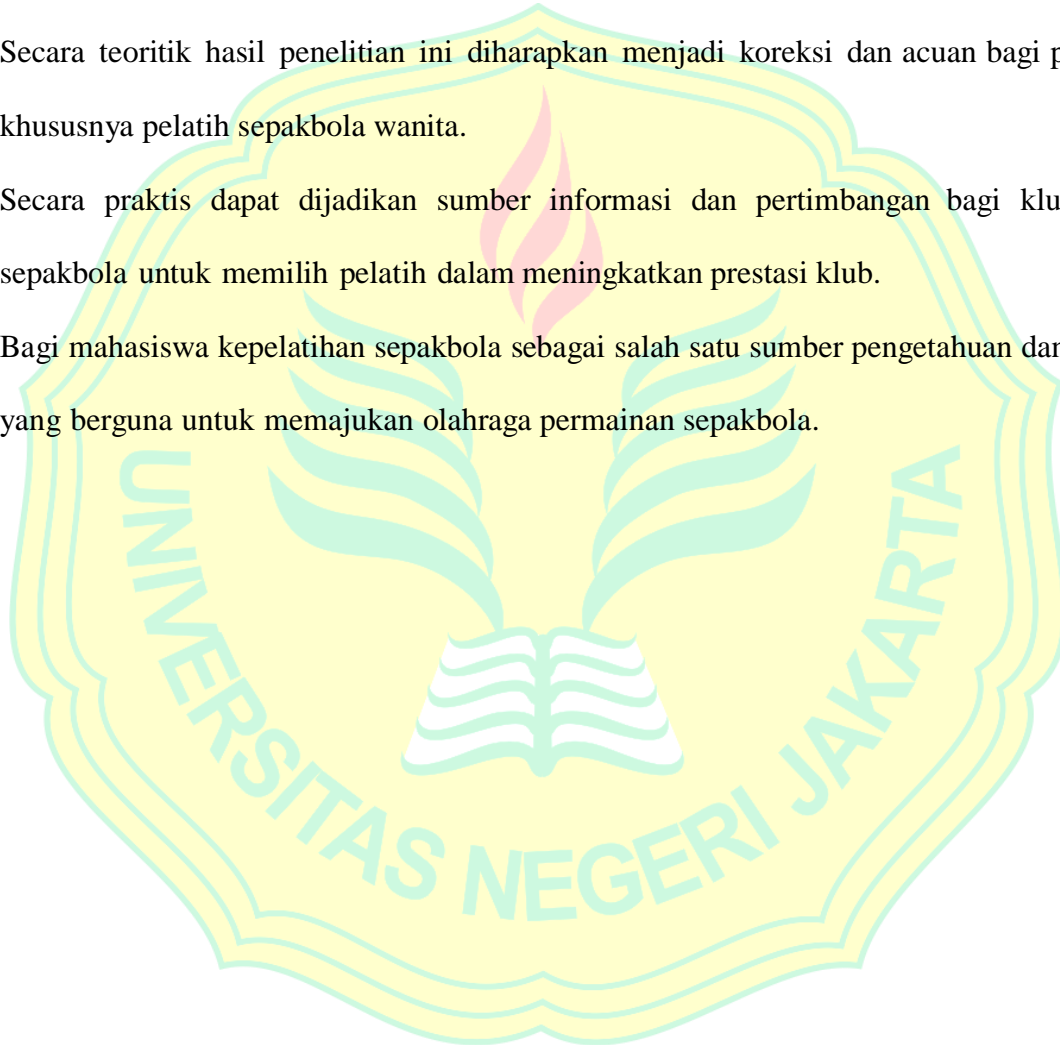 Secara teoritik hasil penelitian ini diharapkan menjadi koreksi dan acuan bagi
khususnya pelatih sepakbola wanita.
Secara praktis dapat dijadikan sumber informasi dan pertimbangan bagi
sepakbola untuk memilih pelatih dalam meningkatkan prestasi klub.
Bagi mahasiswa kepelatihan sepakbola sebagai salah satu sumber pengetahuan dan
yang berguna untuk memajukan olahraga permainan sepakbola.
UNIVERSITAS NEGERI JAKARTA